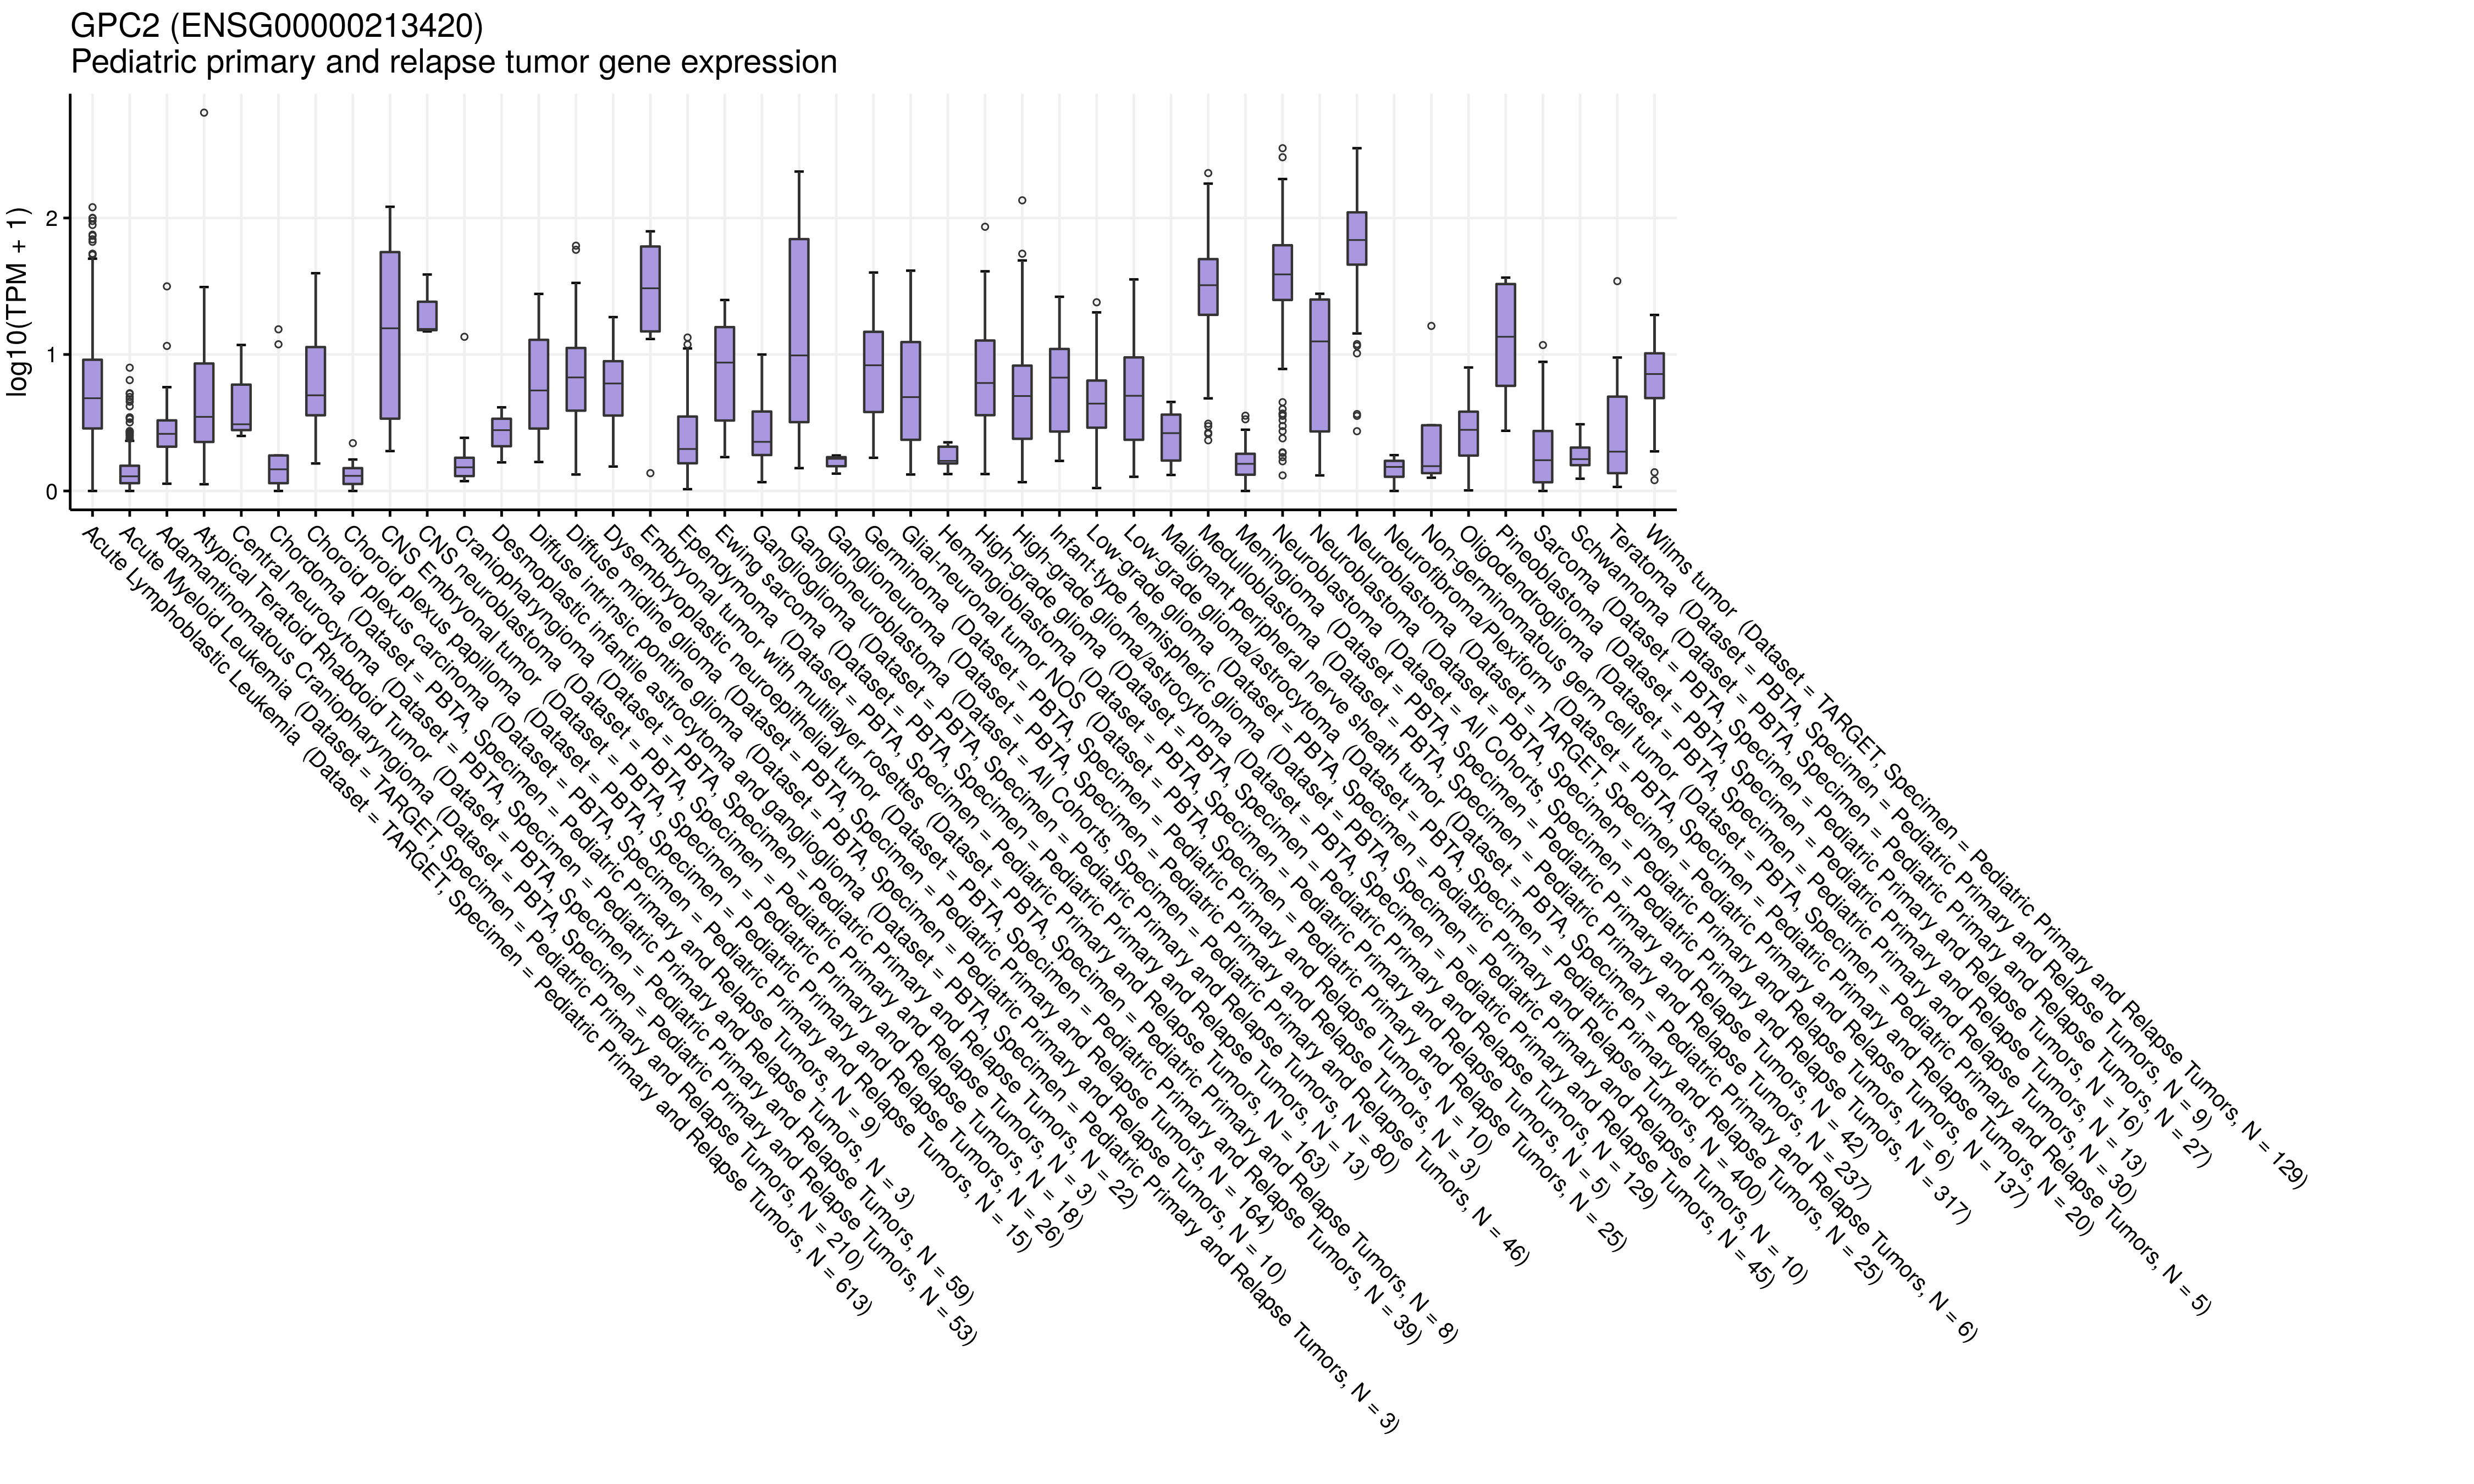 GPC2 (ENSG00000213420)
Pediatric primary and relapse tumor gene expression
log10(TPM + 1)
2
1
0
Acute Lymphoblastic Leukemia (Dataset = TARGET, Specimen = Pediatric Primary and Relapse Tumors, N = 613)
Acute Myeloid Leukemia (Dataset = TARGET, Specimen = Pediatric Primary and Relapse Tumors, N = 210)
Adamantinomatous Craniopharyngioma (Dataset = PBTA, Specimen = Pediatric Primary and Relapse Tumors, N = 53)
Atypical Teratoid Rhabdoid Tumor (Dataset = PBTA, Specimen = Pediatric Primary and Relapse Tumors, N = 59)
Central neurocytoma (Dataset = PBTA, Specimen = Pediatric Primary and Relapse Tumors, N = 3)
Chordoma (Dataset = PBTA, Specimen = Pediatric Primary and Relapse Tumors, N = 9)
Choroid plexus carcinoma (Dataset = PBTA, Specimen = Pediatric Primary and Relapse Tumors, N = 15)
Choroid plexus papilloma (Dataset = PBTA, Specimen = Pediatric Primary and Relapse Tumors, N = 26)
CNS Embryonal tumor (Dataset = PBTA, Specimen = Pediatric Primary and Relapse Tumors, N = 18)
CNS neuroblastoma (Dataset = PBTA, Specimen = Pediatric Primary and Relapse Tumors, N = 3)
Craniopharyngioma (Dataset = PBTA, Specimen = Pediatric Primary and Relapse Tumors, N = 22)
Desmoplastic infantile astrocytoma and ganglioglioma (Dataset = PBTA, Specimen = Pediatric Primary and Relapse Tumors, N = 3)
Diffuse intrinsic pontine glioma (Dataset = PBTA, Specimen = Pediatric Primary and Relapse Tumors, N = 10)
Diffuse midline glioma (Dataset = PBTA, Specimen = Pediatric Primary and Relapse Tumors, N = 164)
Dysembryoplastic neuroepithelial tumor (Dataset = PBTA, Specimen = Pediatric Primary and Relapse Tumors, N = 39)
Embryonal tumor with multilayer rosettes (Dataset = PBTA, Specimen = Pediatric Primary and Relapse Tumors, N = 8)
Ependymoma (Dataset = PBTA, Specimen = Pediatric Primary and Relapse Tumors, N = 163)
Ewing sarcoma (Dataset = PBTA, Specimen = Pediatric Primary and Relapse Tumors, N = 13)
Ganglioglioma (Dataset = PBTA, Specimen = Pediatric Primary and Relapse Tumors, N = 80)
Ganglioneuroblastoma (Dataset = All Cohorts, Specimen = Pediatric Primary and Relapse Tumors, N = 46)
Ganglioneuroma (Dataset = PBTA, Specimen = Pediatric Primary and Relapse Tumors, N = 3)
Germinoma (Dataset = PBTA, Specimen = Pediatric Primary and Relapse Tumors, N = 10)
Glial-neuronal tumor NOS (Dataset = PBTA, Specimen = Pediatric Primary and Relapse Tumors, N = 25)
Hemangioblastoma (Dataset = PBTA, Specimen = Pediatric Primary and Relapse Tumors, N = 5)
High-grade glioma (Dataset = PBTA, Specimen = Pediatric Primary and Relapse Tumors, N = 129)
High-grade glioma/astrocytoma (Dataset = PBTA, Specimen = Pediatric Primary and Relapse Tumors, N = 45)
Infant-type hemispheric glioma (Dataset = PBTA, Specimen = Pediatric Primary and Relapse Tumors, N = 10)
Low-grade glioma (Dataset = PBTA, Specimen = Pediatric Primary and Relapse Tumors, N = 400)
Low-grade glioma/astrocytoma (Dataset = PBTA, Specimen = Pediatric Primary and Relapse Tumors, N = 25)
Malignant peripheral nerve sheath tumor (Dataset = PBTA, Specimen = Pediatric Primary and Relapse Tumors, N = 6)
Medulloblastoma (Dataset = PBTA, Specimen = Pediatric Primary and Relapse Tumors, N = 237)
Meningioma (Dataset = PBTA, Specimen = Pediatric Primary and Relapse Tumors, N = 42)
Neuroblastoma (Dataset = All Cohorts, Specimen = Pediatric Primary and Relapse Tumors, N = 317)
Neuroblastoma (Dataset = PBTA, Specimen = Pediatric Primary and Relapse Tumors, N = 6)
Neuroblastoma (Dataset = TARGET, Specimen = Pediatric Primary and Relapse Tumors, N = 137)
Neurofibroma/Plexiform (Dataset = PBTA, Specimen = Pediatric Primary and Relapse Tumors, N = 20)
Non-germinomatous germ cell tumor (Dataset = PBTA, Specimen = Pediatric Primary and Relapse Tumors, N = 5)
Oligodendroglioma (Dataset = PBTA, Specimen = Pediatric Primary and Relapse Tumors, N = 30)
Pineoblastoma (Dataset = PBTA, Specimen = Pediatric Primary and Relapse Tumors, N = 13)
Sarcoma (Dataset = PBTA, Specimen = Pediatric Primary and Relapse Tumors, N = 16)
Schwannoma (Dataset = PBTA, Specimen = Pediatric Primary and Relapse Tumors, N = 27)
Teratoma (Dataset = PBTA, Specimen = Pediatric Primary and Relapse Tumors, N = 9)
Wilms tumor (Dataset = TARGET, Specimen = Pediatric Primary and Relapse Tumors, N = 129)